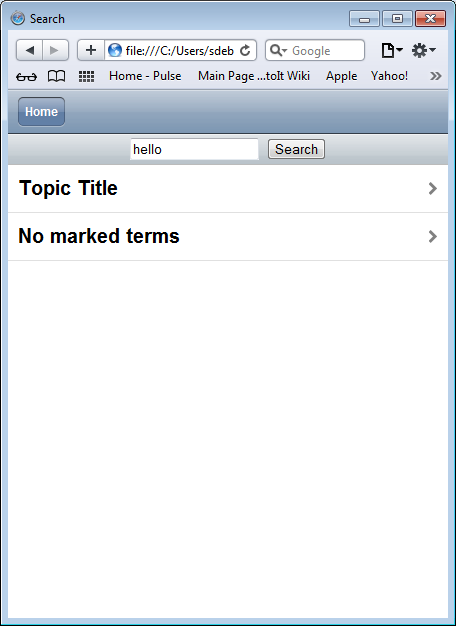 Search
file:///C:/Users/sdeb
Google
Home - Pulse Main Page ...toIt Wiki Apple Yahoo!
Home
hello Search
Topic Title
No marked terms